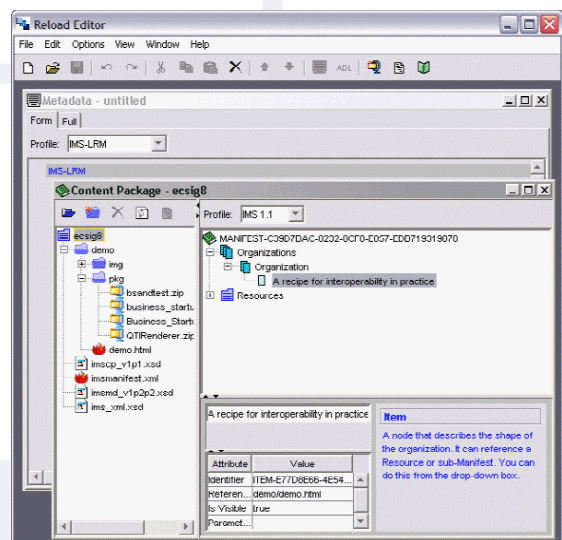 Reload Editor
File Edit Options View Window Help
ADL
Metadata - untitled
Form Full
Profile: IMS-LRM
IMS-LRM
Content Package - ecsig8
Profile: IMS 1.1
ecsig8
demo
img
pkg
bsandtest.zip
business_startu
Business_Startu
QTIRenderer.zip
demo.html
imscp_v1p1.xsd
imsmanifest.xml
imsmd_v1p2p2.xsd
ims_xml.xsd
MANIFEST-C39D7DAC-0232-0CF0-E057-EDD719319070
Organizations
Organization
A recipe for interoperability in practice
Resources
A recipe for interoperability in practice
Attribute Value
Identifier ITEM-E77D8E66-4E54...
Referen... demo/demo.html
Is Visible true
Paramet...
Item
A node that describes the shape of
the organization. It can reference a
Resource or sub-Manifest. You can
do this from the drop-down box.